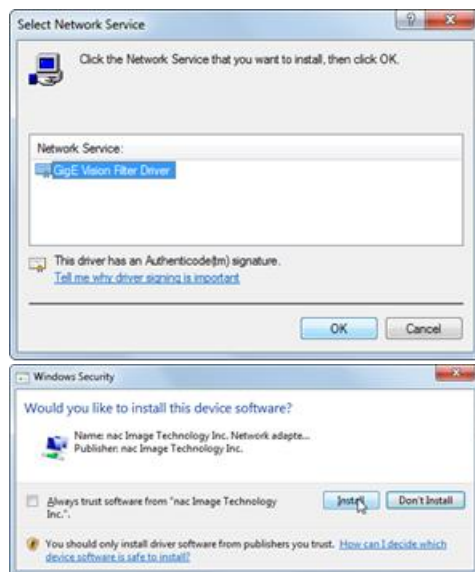 Select Network Service
Click the Network Service that you want to install, then click OK.
Network Service:
GigE Vision Filter Driver
This driver has an Authenticode(tm) signature.
Tell me why driver signing is important
OK
Cancel
Windows Security
Would you like to install this device software?
Name: nac Image Technology Inc. Network adapte...
Publisher: nac Image Technology Inc.
Always trust software from "nac Image Technology
Inc.".
Install
Don't Install
You should only install driver software from publishers you trust. How can I decide which
device software is safe to install?